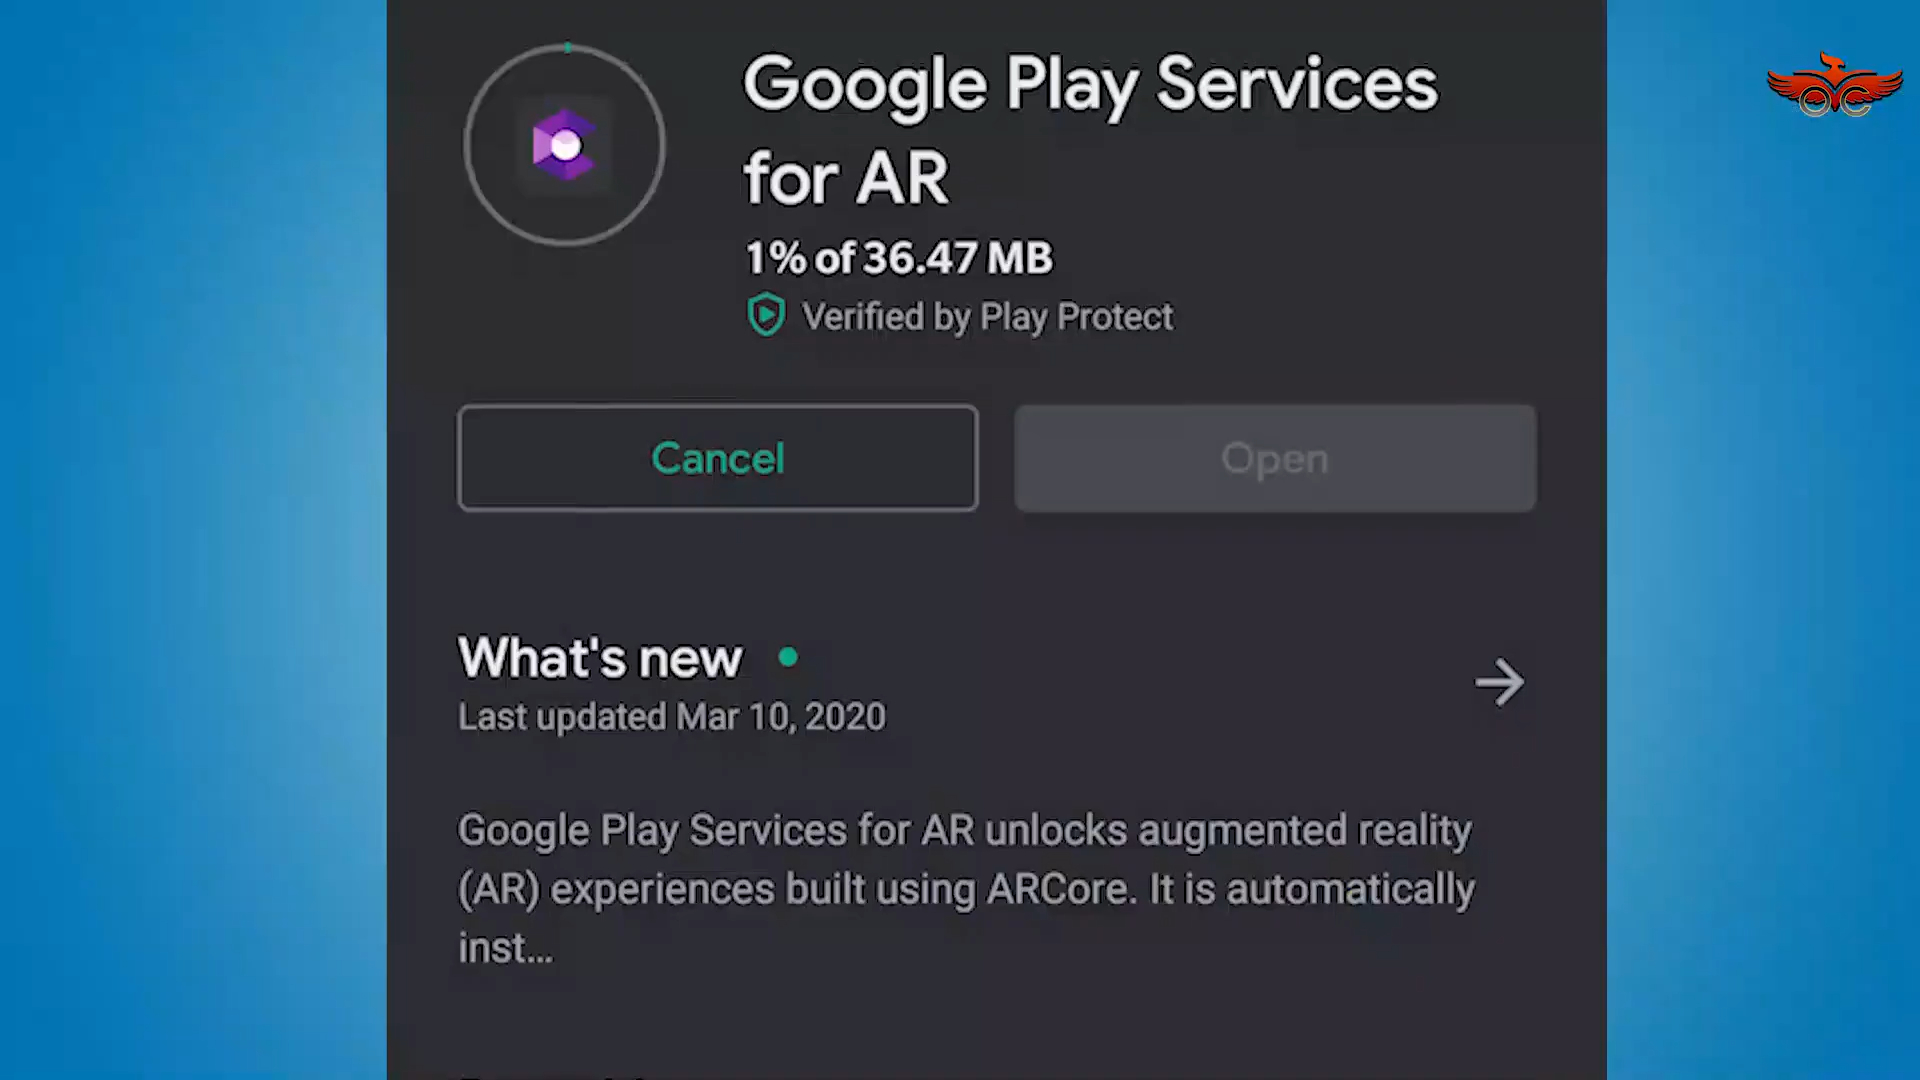 Google Play Services
for AR
1% of 36.47 MB
Verified by Play Protect
Cancel
Open
What's new
Last updated Mar 10, 2020
Google Play Services for AR unlocks augmented reality
(AR) experiences built using ARCore. It is automatically
inst...
OC